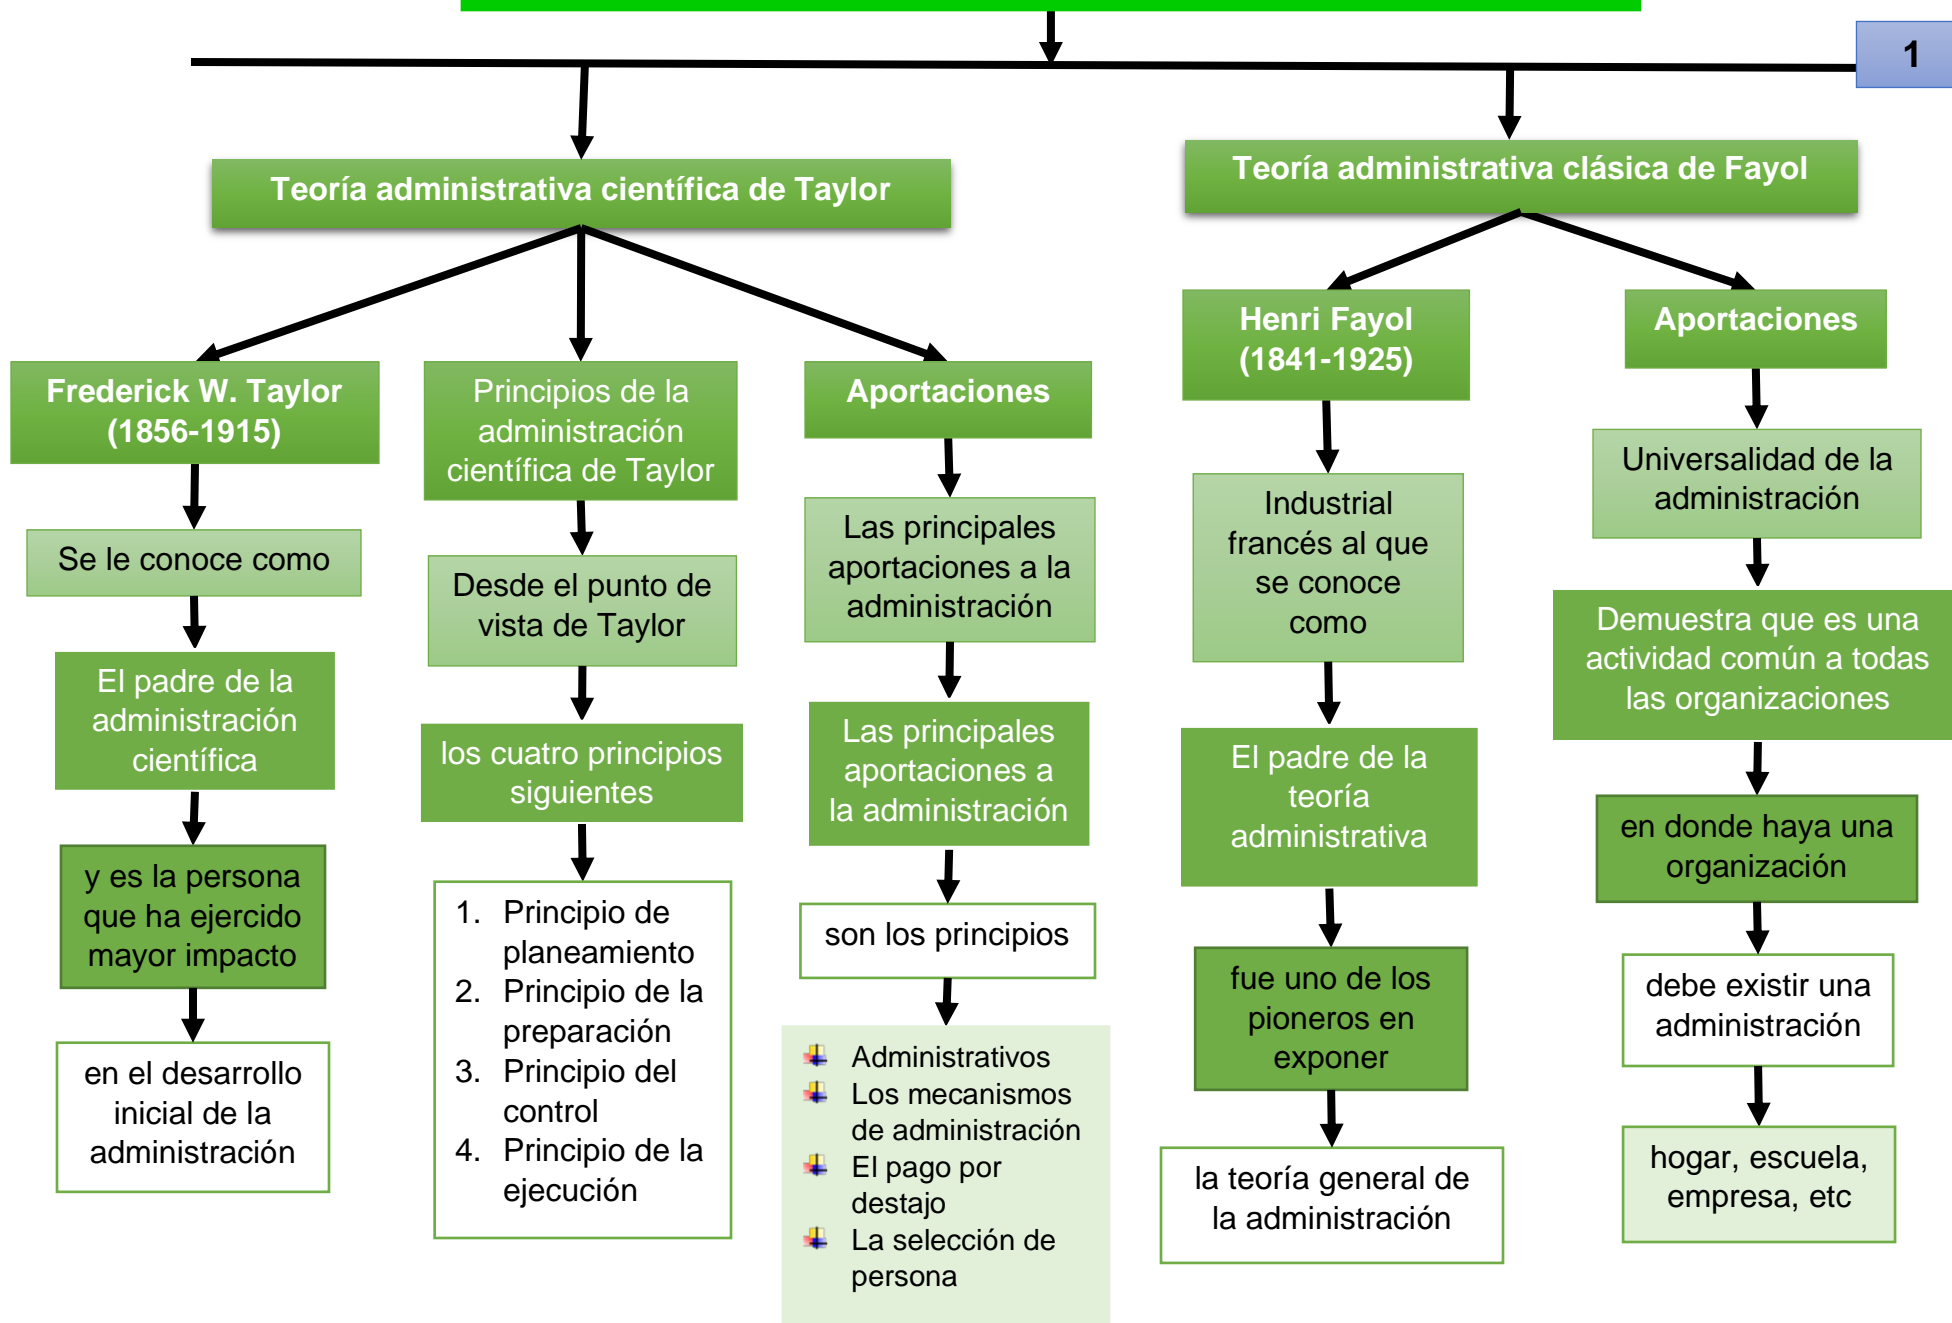 1
Teoría administrativa científica de Taylor
Frederick W. Taylor
(1856-1915)
Se le conoce como
El padre de la
administración
científica
y es la persona
que ha ejercido
mayor impacto
en el desarrollo
inicial de la
administración
Principios de la
administración
científica de Taylor
Desde el punto de
vista de Taylor
los cuatro principios
siguientes
1. Principio de
planeamiento
2. Principio de la
preparación
3. Principio del
control
4. Principio de la
ejecución
Aportaciones
Las principales
aportaciones a la
administración
Las principales
aportaciones a
la administración
son los principios
Administrativos
Los mecanismos
de administración
El pago por
destajo
La selección de
persona
Teoría administrativa clásica de Fayol
Henri Fayol
(1841-1925)
Industrial
francés al que
se conoce
como
El padre de la
teoría
administrativa
fue uno de los
pioneros en
exponer
la teoría general de
la administración
Aportaciones
Universalidad de la
administración
Demuestra que es una
actividad común a todas
las organizaciones
en donde haya una
organización
debe existir una
administración
hogar, escuela,
empresa, etc